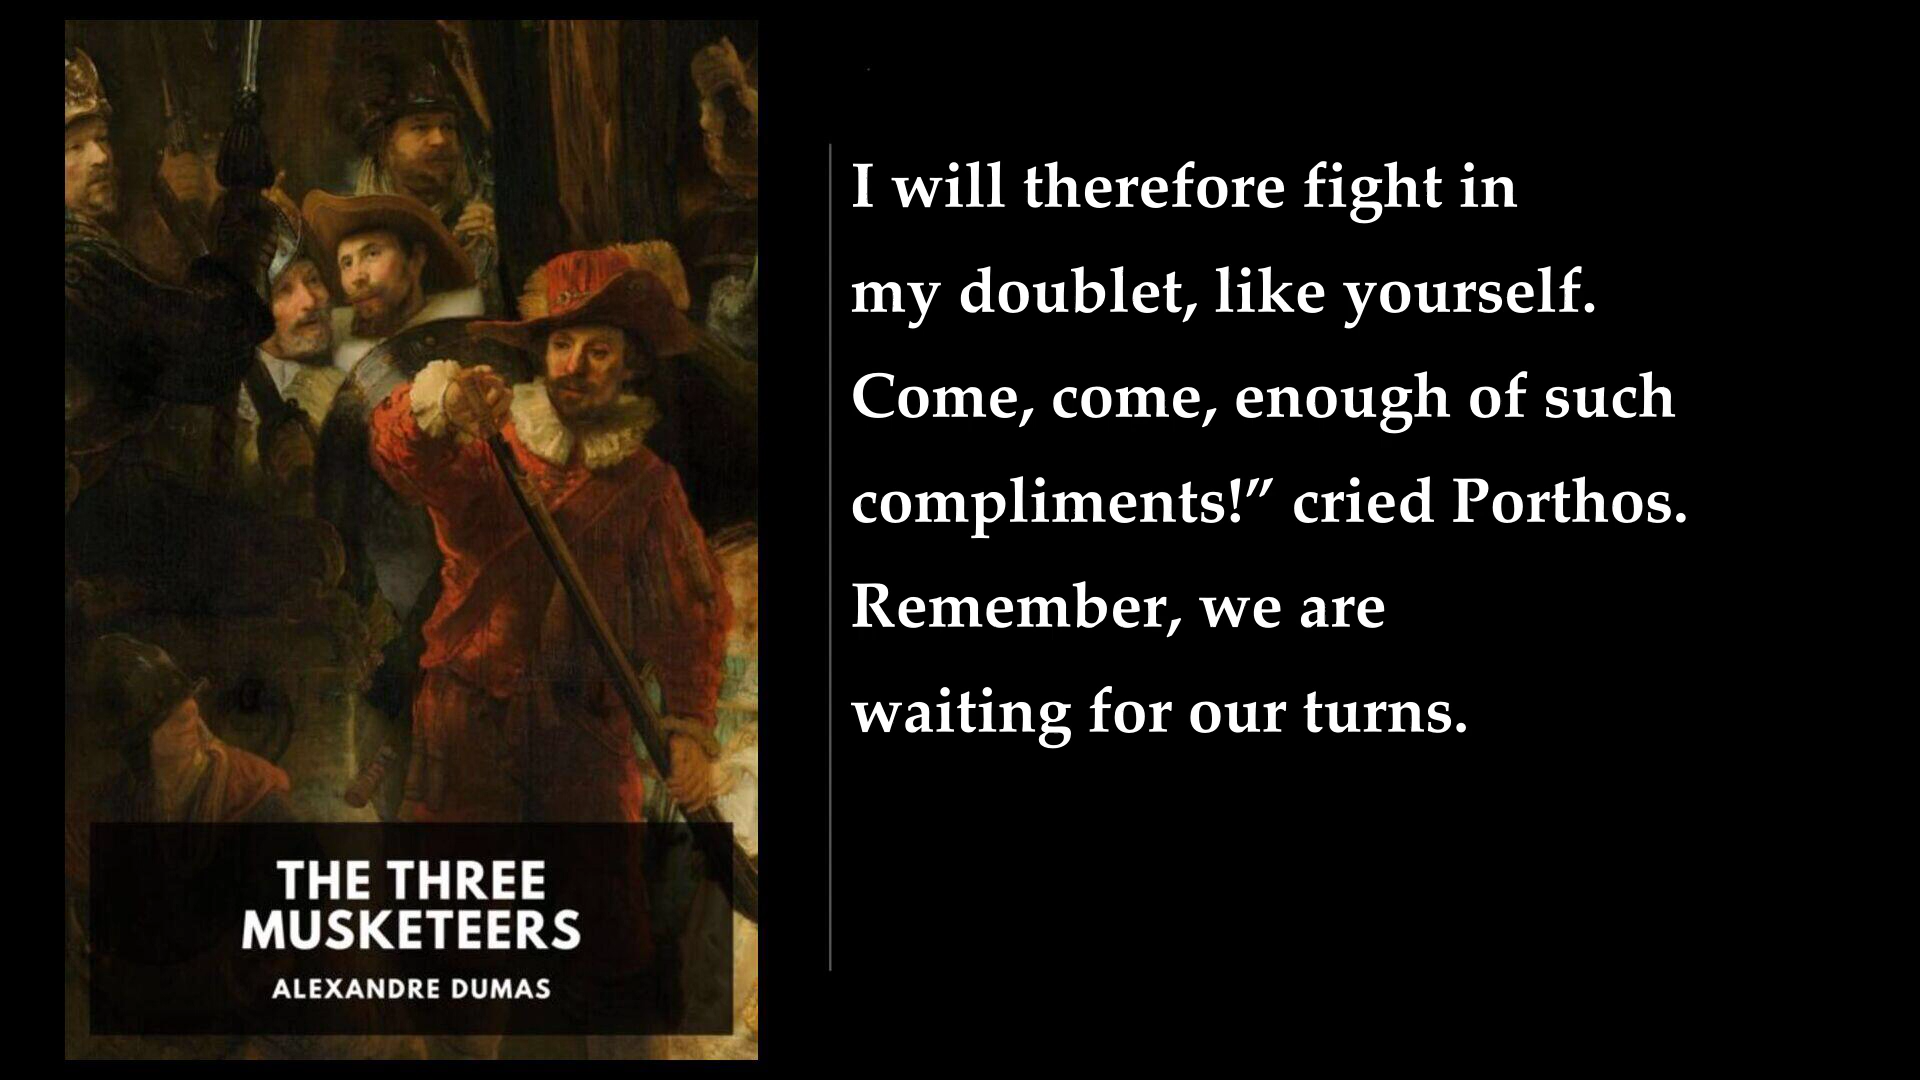 THE THREE
MUSKETEERS
ALEXANDRE DUMAS
I will therefore fight in
my doublet, like yourself.
Come, come, enough of such
compliments!” cried Porthos.
Remember, we are
waiting for our turns.